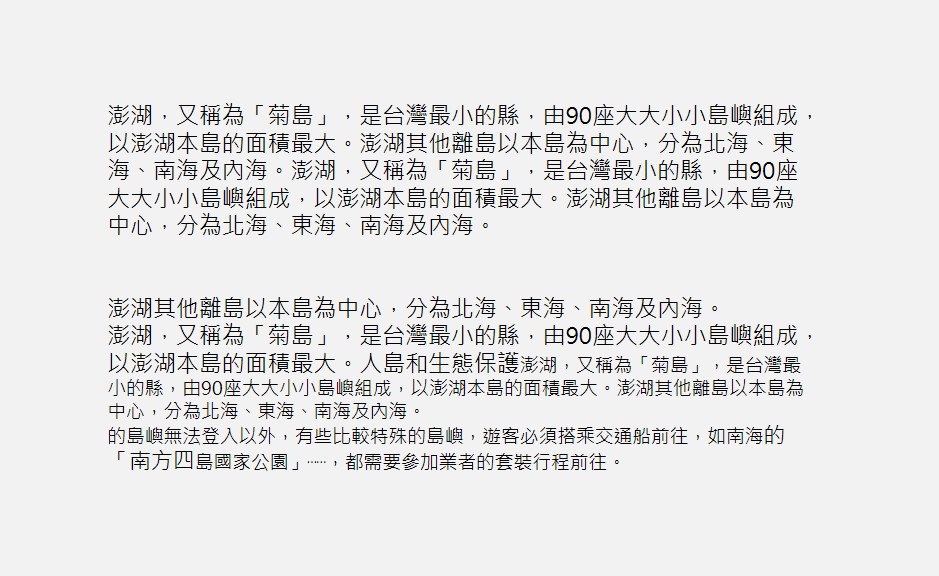 澎湖，又稱為「菊島」，是台灣最小的縣，由90座大大小小島嶼組成，
以澎湖本島的面積最大。澎湖其他離島以本島為中心，分為北海、東
海、南海及內海。澎湖，又稱為「菊島」，是台灣最小的縣，由90座
大大小小島嶼組成，以澎湖本島的面積最大。澎湖其他離島以本島為
中心，分為北海、東海、南海及內海。
澎湖其他離島以本島為中心，分為北海、東海、南海及內海。
澎湖，又稱為「菊島」，是台灣最小的縣，由90座大大小小島嶼組成，
以澎湖本島的面積最大。人島和生態保護澎湖，又稱為「菊島」，是台灣最
小的縣，由90座大大小小島嶼組成，以澎湖本島的面積最大。澎湖其他離島以本島為
中心，分為北海、東海、南海及內海。
的島嶼無法登入以外，有些比較特殊的島嶼，遊客必須搭乘交通船前往，如南海的
「南方四島國家公園」……，都需要參加業者的套裝行程前往。